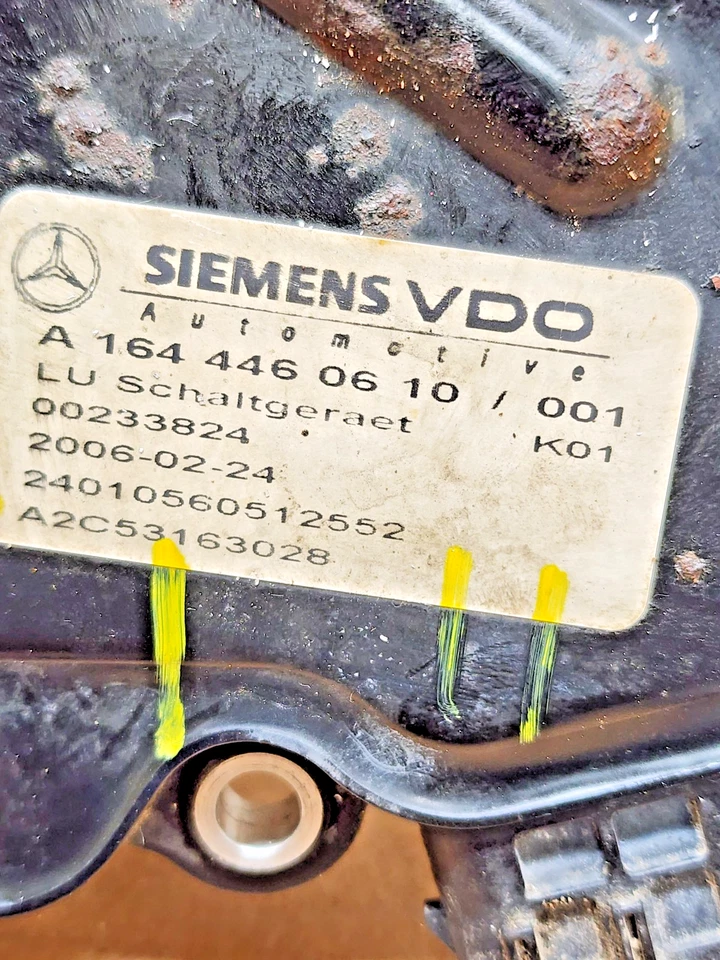 SIEMENS VDO
Automotive
A 164 446 06 10 / 001
LU Schaltgeraet K01
00233824
2006-02-24
24010560512552
A2C53163028